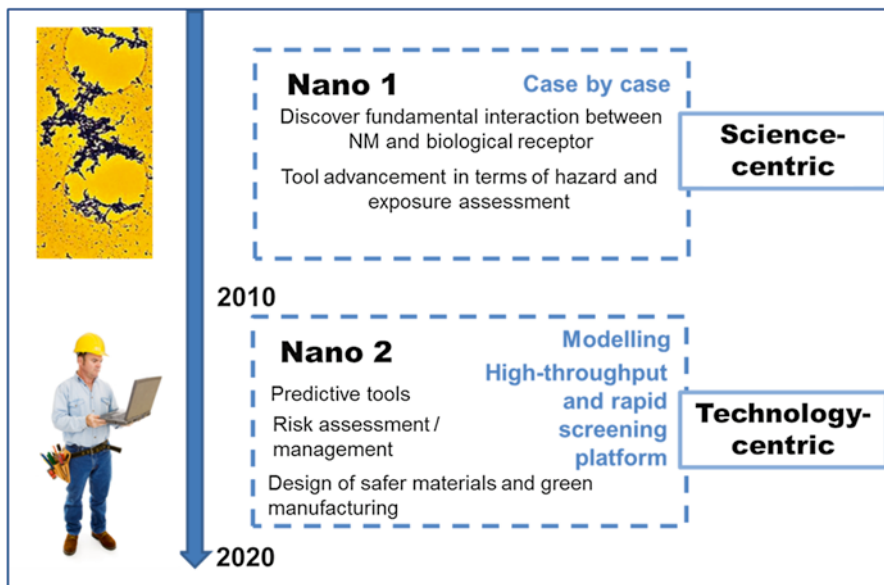 Nano 1
Case by case
Discover fundamental interaction between
NM and biological receptor
Tool advancement in terms of hazard and
exposure assessment
Science-
centric
2010
Nano 2
Modelling
High-throughput
and rapid
screening
platform
Predictive tools
Risk assessment /
management
Design of safer materials and green
manufacturing
Technology-
centric
2020